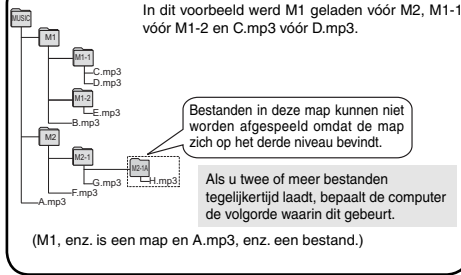 In dit voorbeeld werd M1 geladen vóór M2, M1-1
vóór M1-2 en C.mp3 vóór D.mp3.
MUSIC
M1
M1-1
C.mp3
D.mp3
M1-2
E.mp3
B.mp3
M2
M2-1
M2-1A
H.mp3
G.mp3
F.mp3
A.mp3
Bestanden in deze map kunnen niet
worden afgespeeld omdat de map
zich op het derde niveau bevindt.
Als u twee of meer bestanden
tegelijkertijd laadt, bepaalt de computer
de volgorde waarin dit gebeurt.
(M1, enz. is een map en A.mp3, enz. een bestand.)